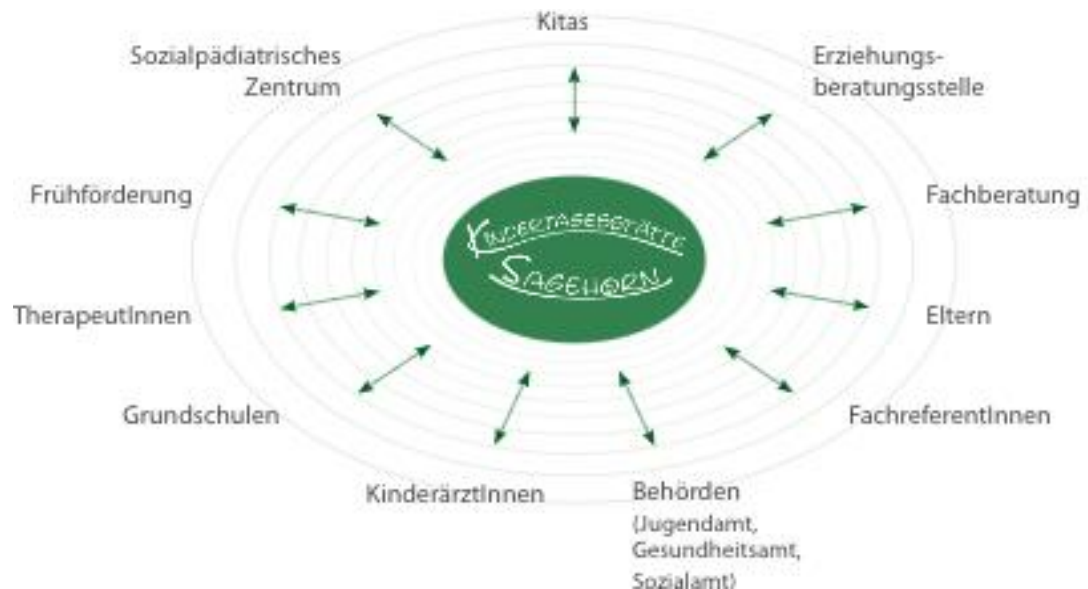 Kitas
Sozialpädiatrisches
Zentrum
Erziehungs-
beratungsstelle
Frühförderung
Fachberatung
KINDERTAGESSTÄTTE
SAGEHORN
TherapeutInnen
Eltern
Grundschulen
FachreferentInnen
KinderärztInnen
Behörden
(Jugendamt,
Gesundheitsamt,
Sozialamt)